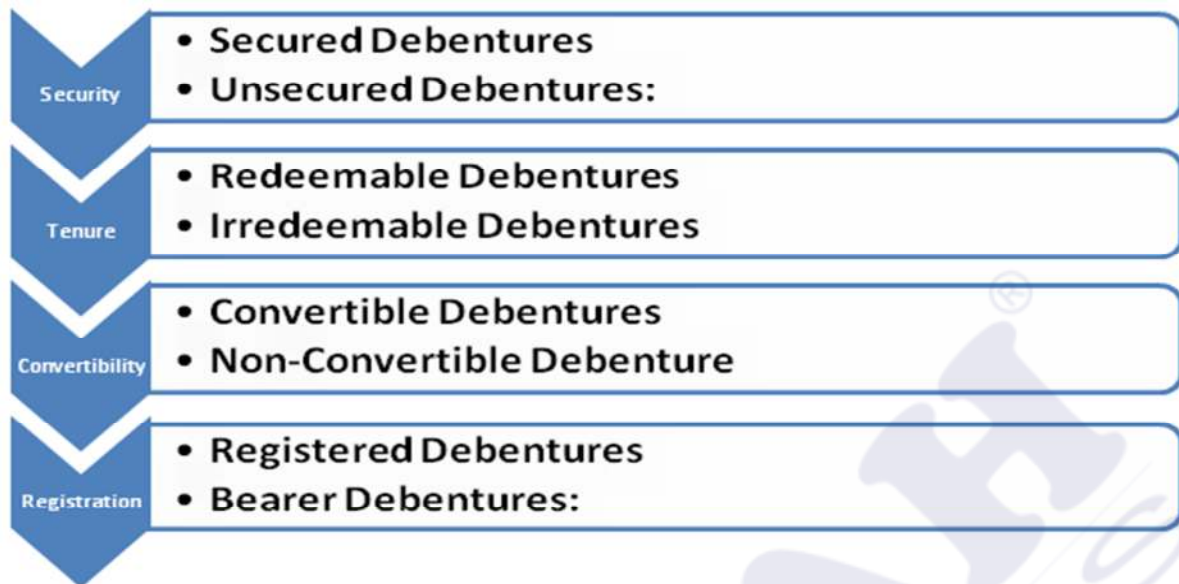 Security
• Secured Debentures
• Unsecured Debentures:
Tenure
• Redeemable Debentures
• Irredeemable Debentures
Convertibility
• Convertible Debentures
• Non-Convertible Debenture
Registration
• Registered Debentures
• Bearer Debentures:
®